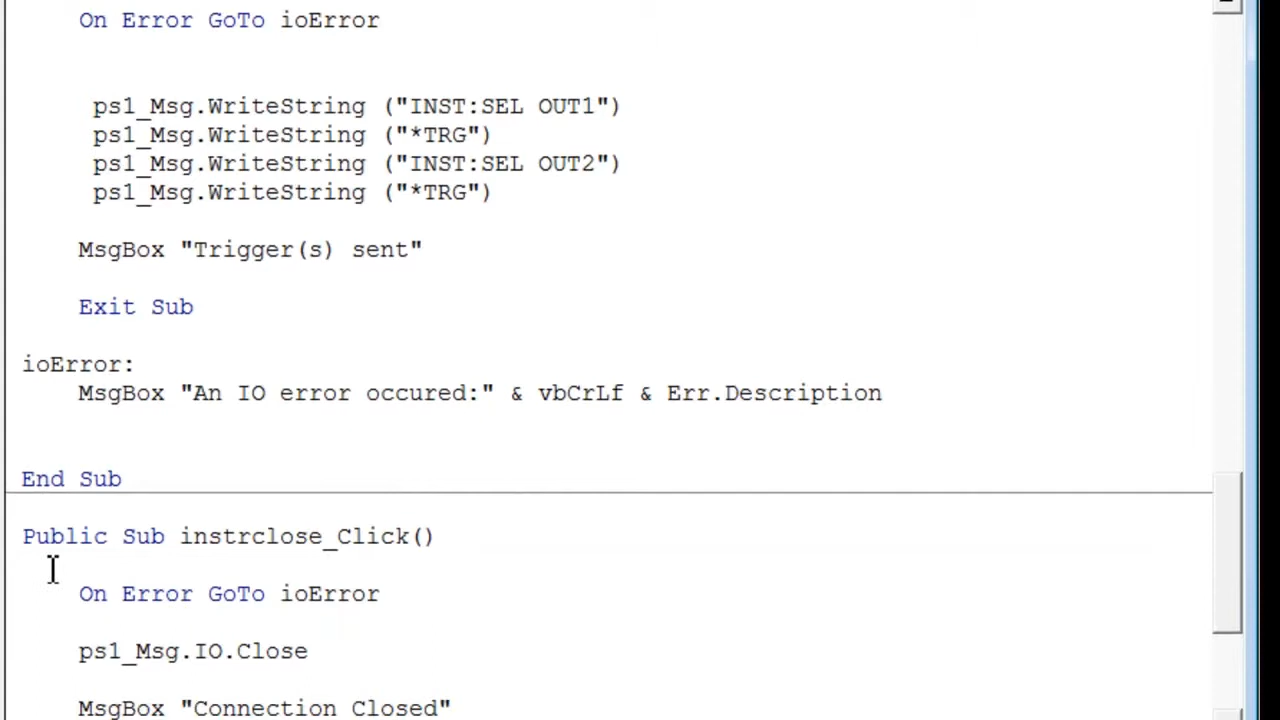 On Error GoTo ioError
ps1_Msg.WriteString ("INST:SEL OUT1")
ps1_Msg.WriteString ("*TRG")
ps1_Msg.WriteString ("INST:SEL OUT2")
ps1_Msg.WriteString ("*TRG")
MsgBox "Trigger(s) sent"
Exit Sub
ioError:
MsgBox "An IO error occured:" & vbCrLf & Err.Description
End Sub
Public Sub instrclose_Click()
On Error GoTo ioError
ps1_Msg.IO.Close
MsgBox "Connection Closed"